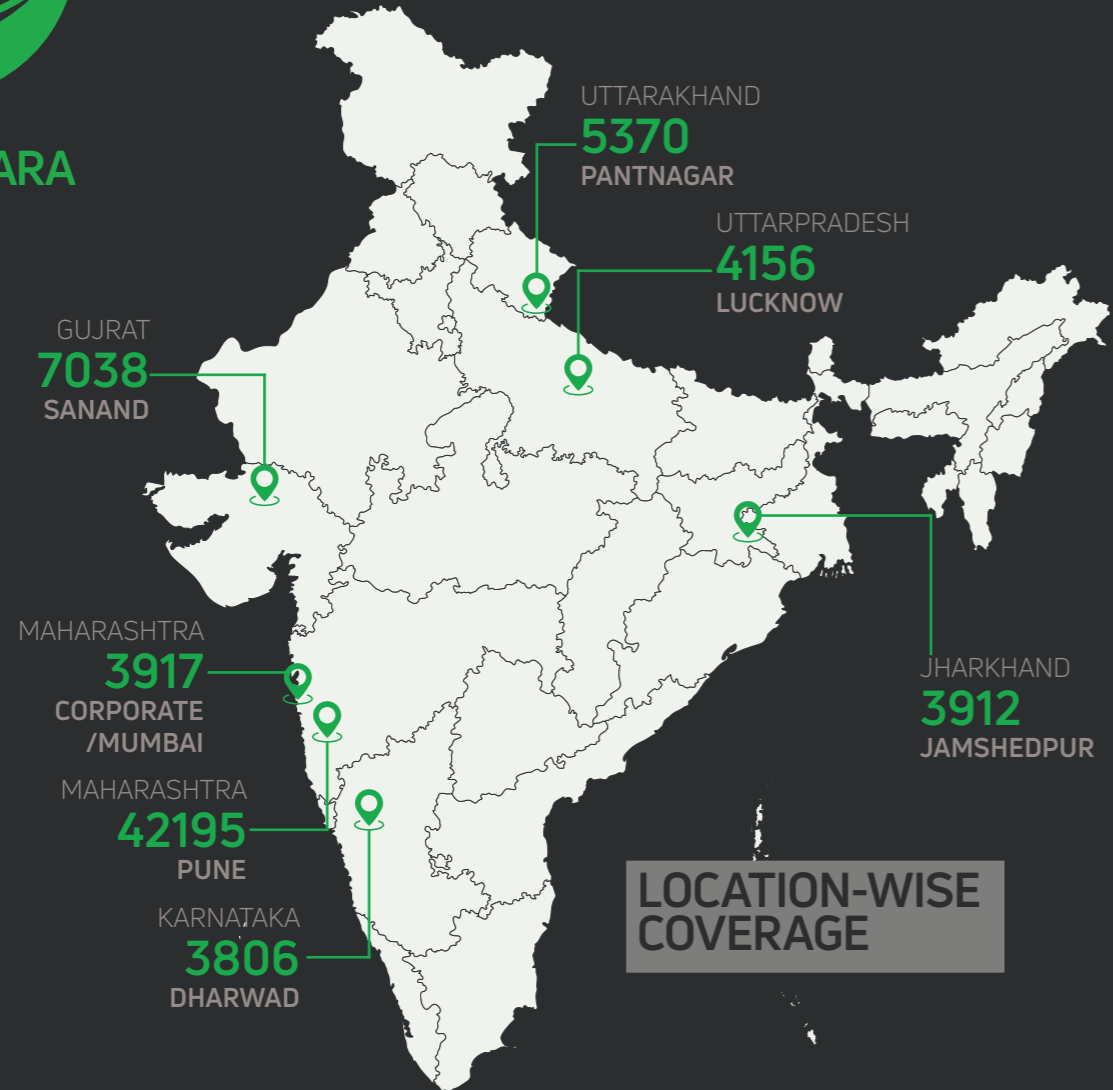 ARA
UTTARAKHAND
5370
PANTNAGAR
UTTARPRADESH
4156
LUCKNOW
GUJRAT
7038
SANAND
MAHARASHTRA
3917
CORPORATE
/MUMBAI
MAHARASHTRA
42195
PUNE
KARNATAKA
3806
DHARWAD
JHARKHAND
3912
JAMSHEDPUR
LOCATION-WISE
COVERAGE